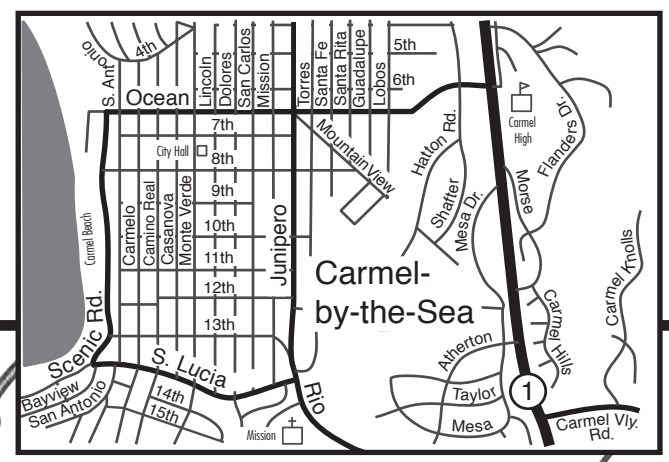 4th
S. Antonio
Lincoln
Dolores
San Carlos
Mission
Torres
Santa Fe
Santa Rita
Guadalupe
Lobos
5th
6th
Ocean
7th
City Hall
8th
Mountain View
Hatton Rd.
Carmel
High
Flanders Dr.
Carmel Beach
Carmelo
Camino Real
Casanova
Monte Verde
9th
10th
11th
12th
13th
Junipero
Shafter
Mesa Dr.
Morse
Carmel Knolls
Carmel-
by-the-Sea
Scenic Rd.
S. Lucia
Atherton
Carmel Hills
Bayview
San Antonio
14th
15th
Rio
Mission
Taylor
Mesa
1
Carmel Vly.
Rd.